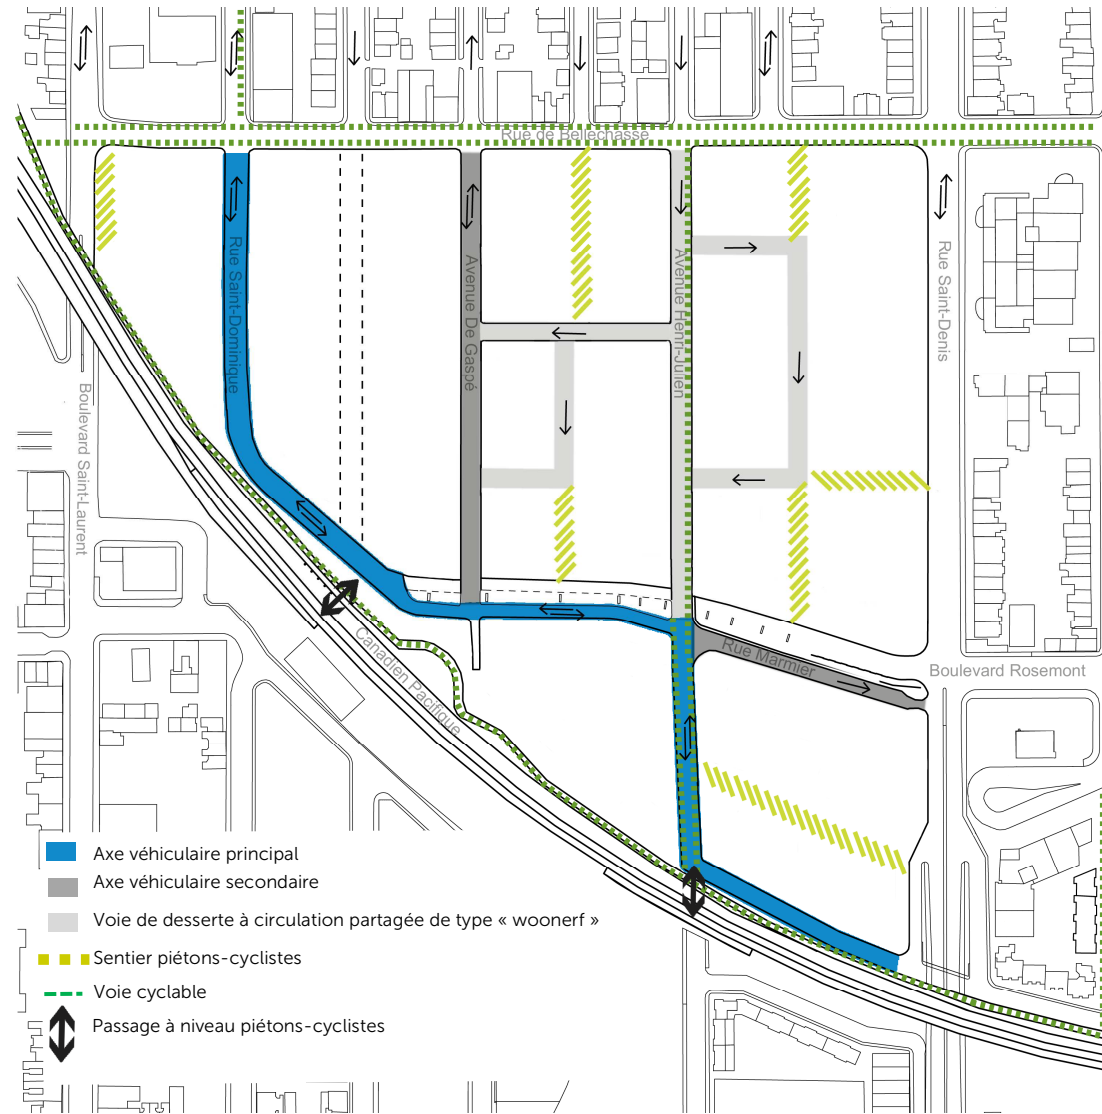 Rue de Bellechasse
Rue Saint-Dominique
Avenue De Gaspé
Avenue Henri-Julien
Rue Saint-Denis
Boulevard Saint-Laurent
Canadien Pacifique
Rue Marmier
Boulevard Rosemont
Axe véhiculaire principal
Axe véhiculaire secondaire
Voie de desserte à circulation partagée de type « woonerf »
Sentier piétons-cyclistes
Voie cyclable
Passage à niveau piétons-cyclistes